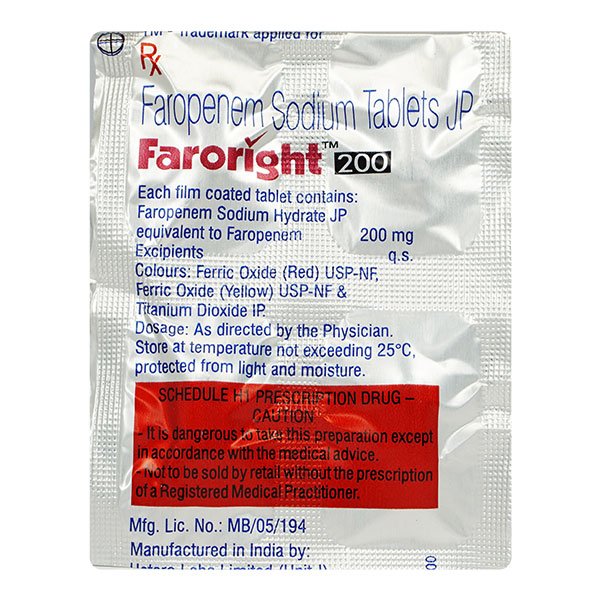 TM - Trademark applied for
Rx
Faropenem Sodium Tablets JP
Faroright™ 200
Each film coated tablet contains:
Faropenem Sodium Hydrate JP
equivalent to Faropenem 200 mg
Excipients q.s.
Colours: Ferric Oxide (Red) USP-NF,
Ferric Oxide (Yellow) USP-NF &
Titanium Dioxide IP.
Dosage: As directed by the Physician.
Store at temperature not exceeding 25°C,
protected from light and moisture.
SCHEDULE H1 PRESCRIPTION DRUG –
CAUTION
- It is dangerous to take this preparation except
in accordance with the medical advice.
- Not to be sold by retail without the prescription
of a Registered Medical Practitioner.
Mfg. Lic. No.: MB/05/194
Manufactured in India by:
Labs Limited (Unit-I)
00